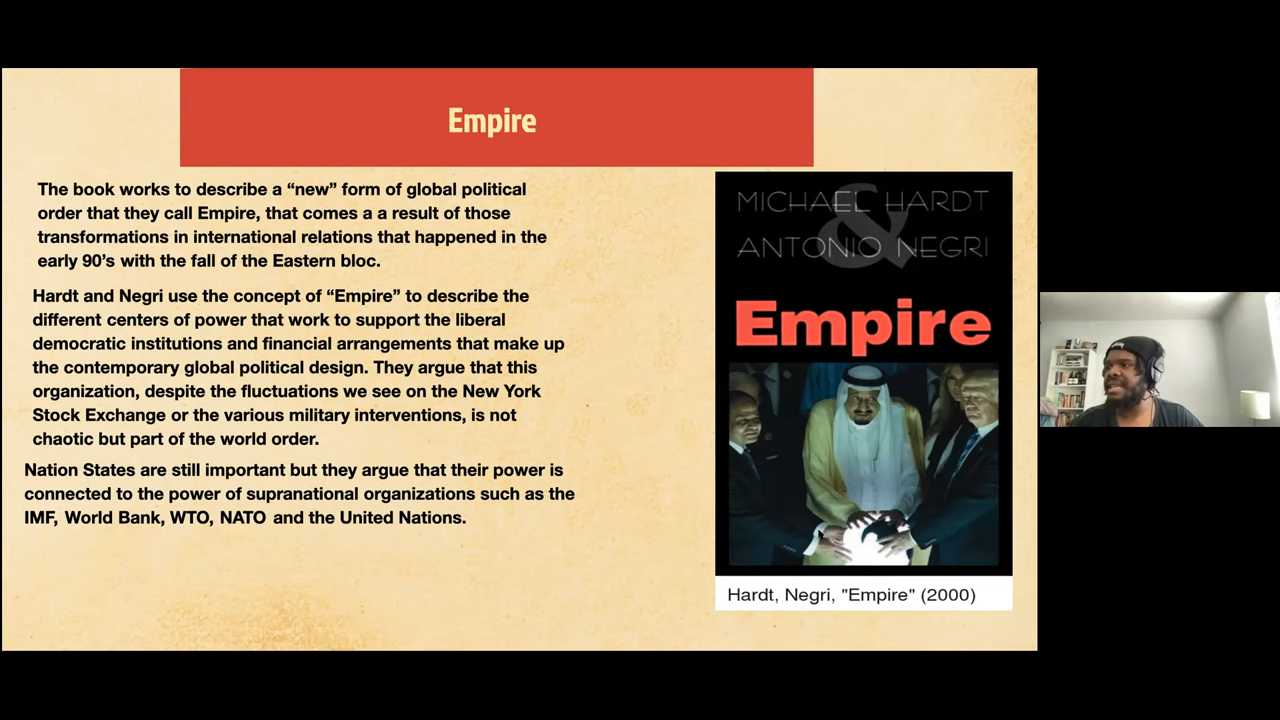 Empire
The book works to describe a “new” form of global political
order that they call Empire, that comes a a result of those
transformations in international relations that happened in the
early 90’s with the fall of the Eastern bloc.
Hardt and Negri use the concept of “Empire” to describe the
different centers of power that work to support the liberal
democratic institutions and financial arrangements that make up
the contemporary global political design. They argue that this
organization, despite the fluctuations we see on the New York
Stock Exchange or the various military interventions, is not
chaotic but part of the world order.
Nation States are still important but they argue that their power is
connected to the power of supranational organizations such as the
IMF, World Bank, WTO, NATO and the United Nations.
MICHAEL HARDT
&
ANTONIO NEGRI
Empire
Hardt, Negri, "Empire" (2000)